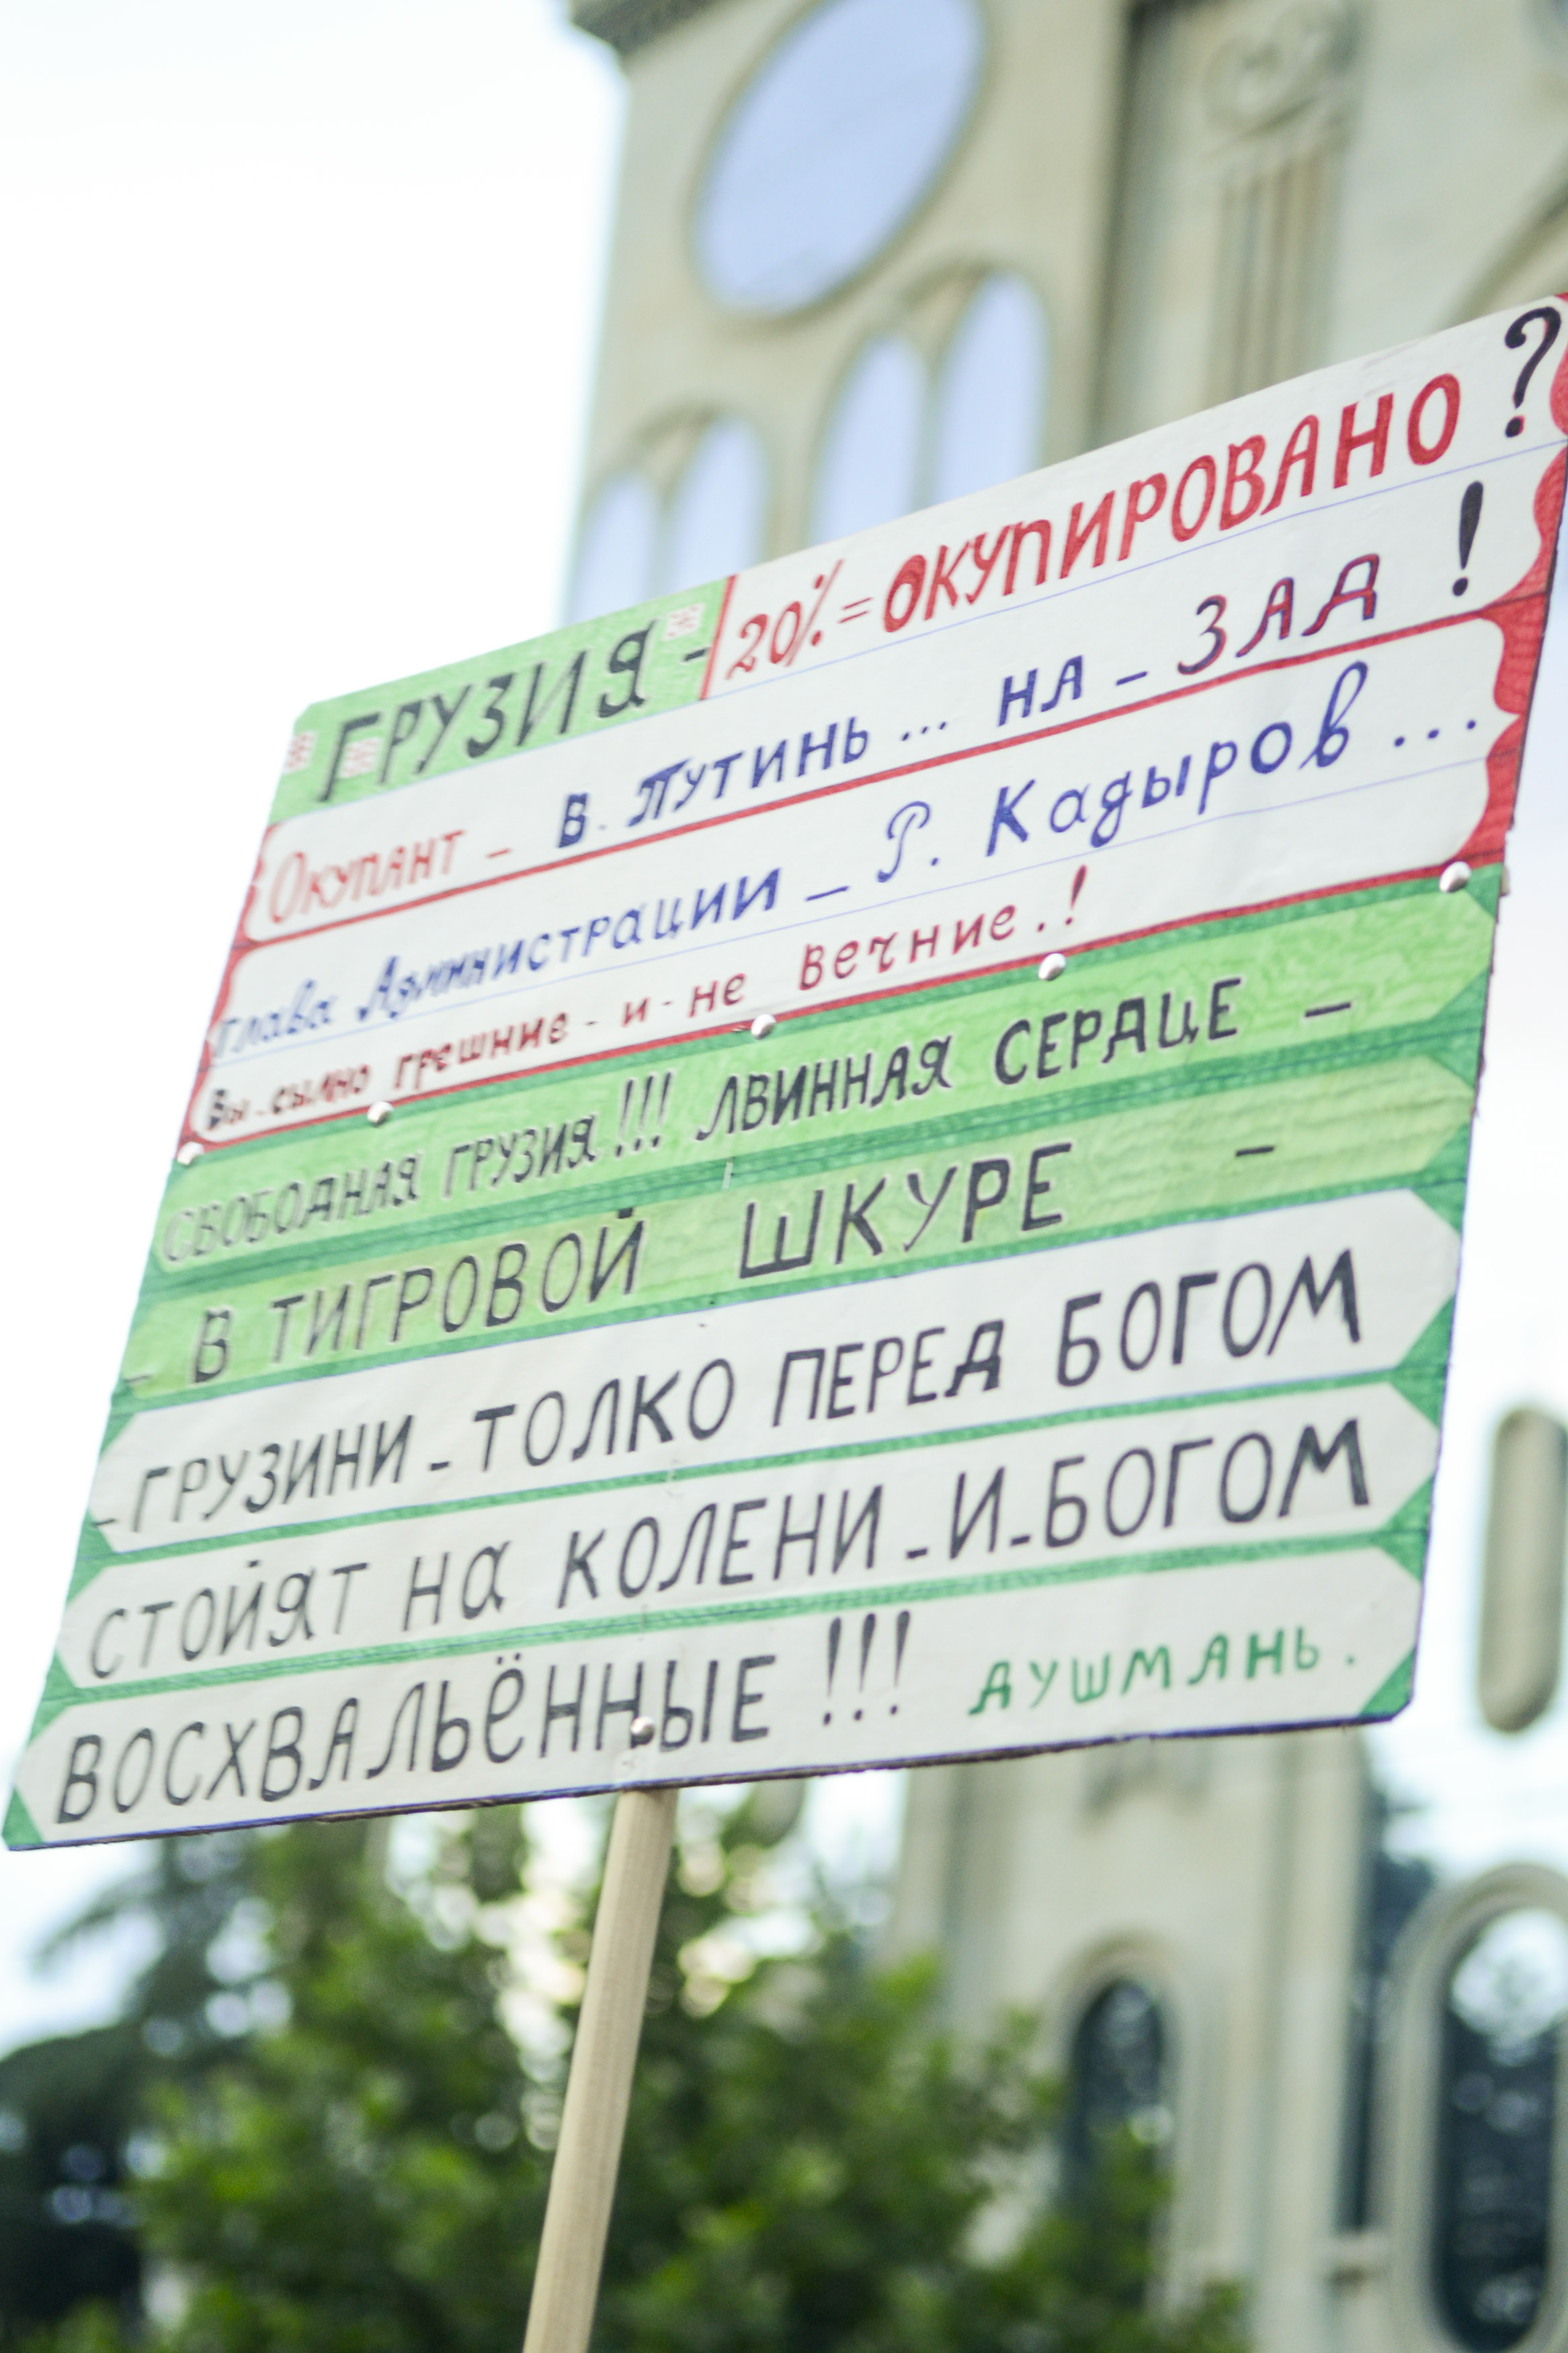 ГРУЗИЯ - 20% = ОКУПИРОВАНО ?
Окупант - В. Путинь ... на - зад !
Глава Администрации - Р. Кадыров ...
Вы - сылно грешние - и - не вечние . !
СВОБОДНАЯ ГРУЗИЯ !!! ЛВИННАЯ СЕРДЦЕ -
- В ТИГРОВОЙ ШКУРЕ -
- ГРУЗИНИ - ТОЛКО ПЕРЕД БОГОМ
СТОЙЯТ НА КОЛЕНИ - И - БОГОМ
ВОСХВАЛЬЁННЫЕ !!! ДУШМАНЬ .